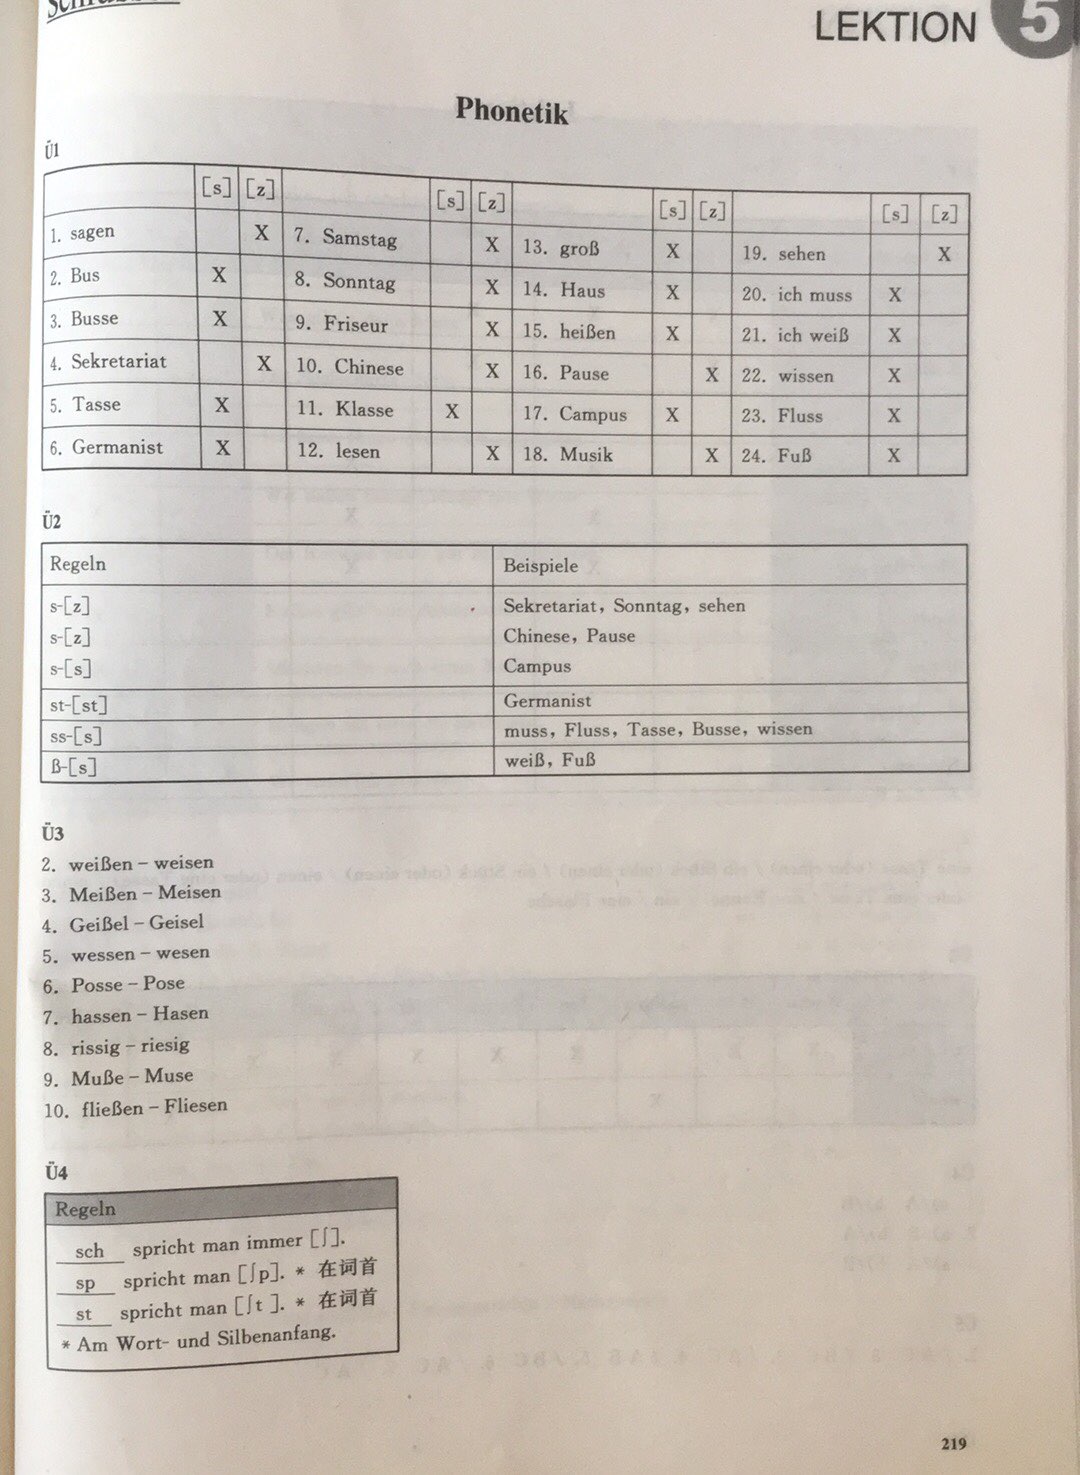 LEKTION 5
Phonetik
Ü1
[s] [z] [s] [z] [s] [z] [s] [z]
1. sagen X 7. Samstag X 13. groß X 19. sehen X
2. Bus X 8. Sonntag X 14. Haus X 20. ich muss X
3. Busse X 9. Friseur X 15. heißen X 21. ich weiß X
4. Sekretariat X 10. Chinese X 16. Pause X 22. wissen X
5. Tasse X 11. Klasse X 17. Campus X 23. Fluss X
6. Germanist X 12. lesen X 18. Musik X 24. Fuß X
Ü2
Regeln Beispiele
s-[z] Sekretariat, Sonntag, sehen
s-[z] Chinese, Pause
s-[s] Campus
st-[st] Germanist
ss-[s] muss, Fluss, Tasse, Busse, wissen
ß-[s] weiß, Fuß
Ü3
2. weißen – weisen
3. Meißen – Meisen
4. Geißel – Geisel
5. wessen – wesen
6. Posse – Pose
7. hassen – Hasen
8. rissig – riesig
9. Muße – Muse
10. fließen – Fliesen
Ü4
Regeln
sch spricht man immer [ʃ].
sp spricht man [ʃp]. * 在词首
st spricht man [ʃt ]. * 在词首
* Am Wort- und Silbenanfang.
219